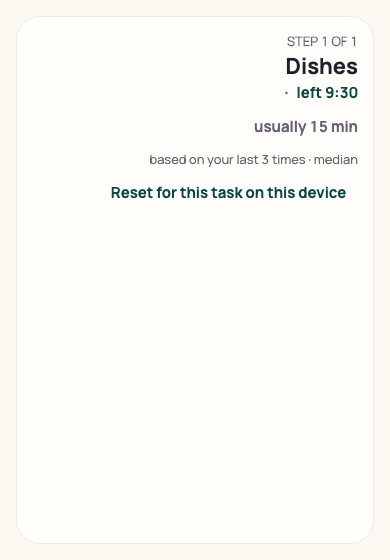 STEP 1 OF 1
Dishes
· left 9:30
usually 15 min
based on your last 3 times · median
Reset for this task on this device